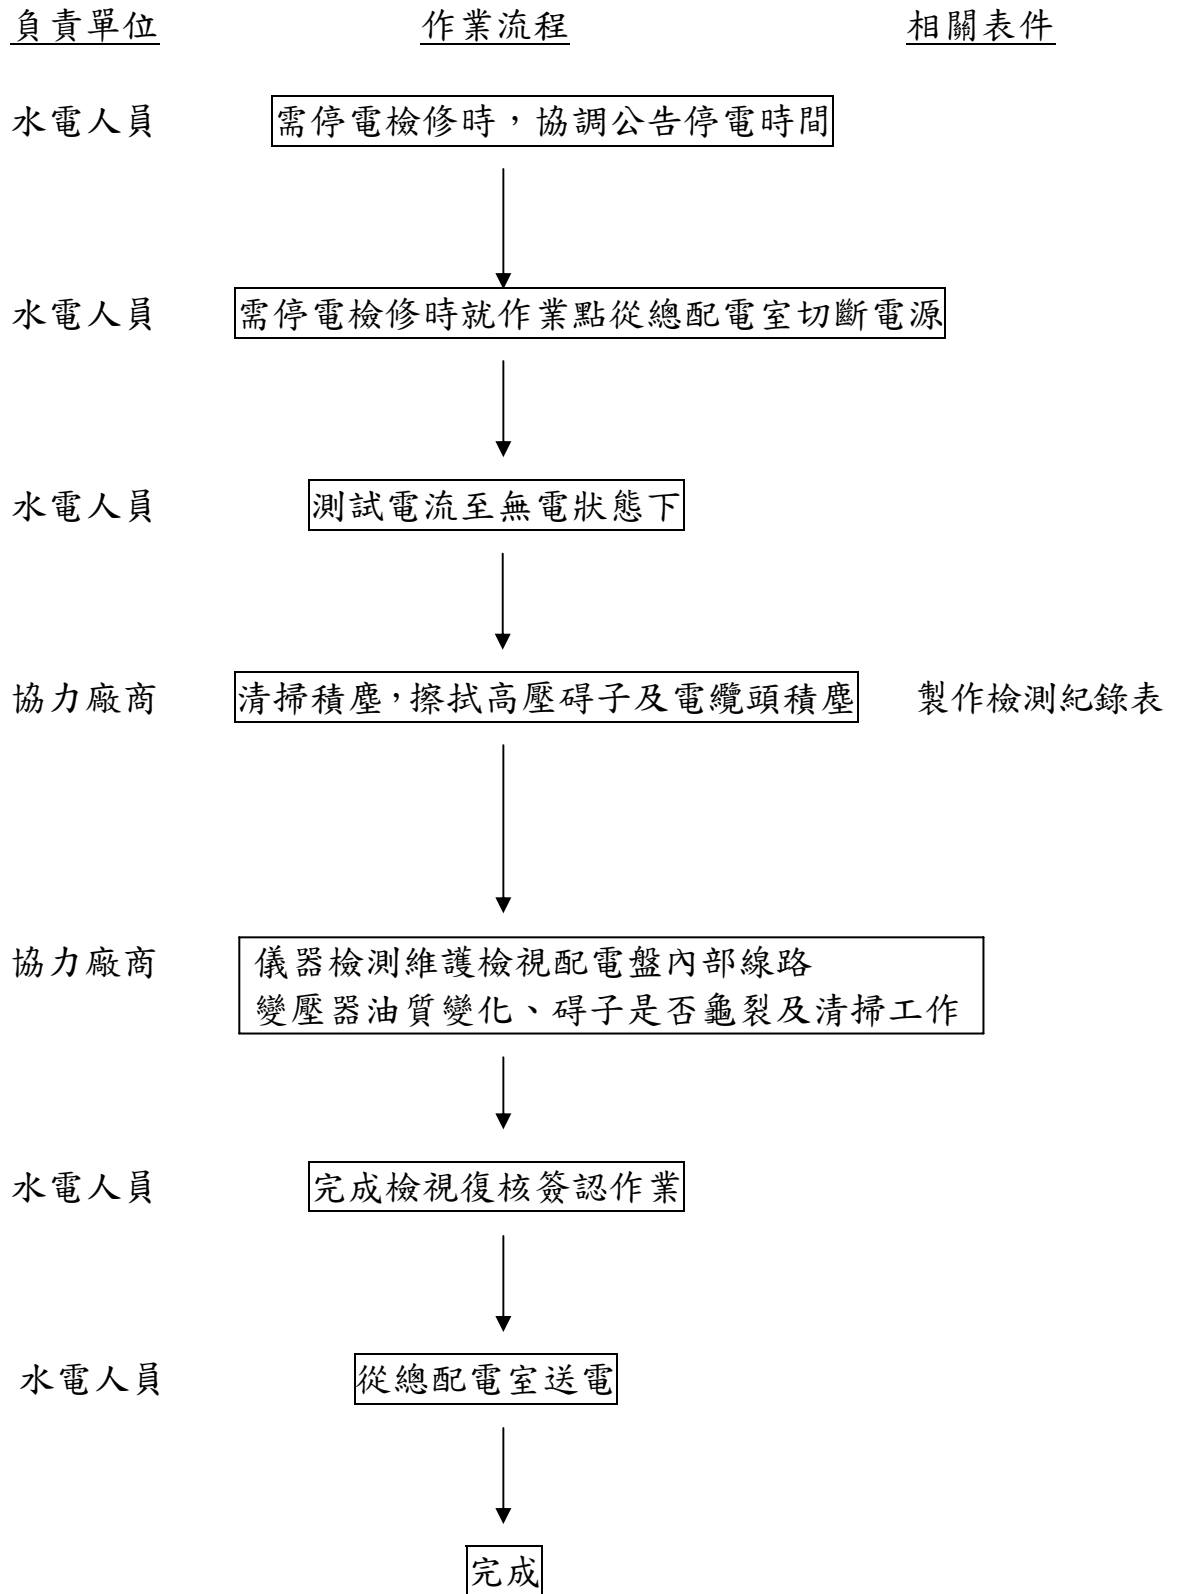 負責單位 作業流程 相關表件
水電人員 需停電檢修時，協調公告停電時間
水電人員 需停電檢修時就作業點從總配電室切斷電源
水電人員 測試電流至無電狀態下
協力廠商 清掃積塵，擦拭高壓碍子及電纜頭積塵 製作檢測紀錄表
協力廠商 儀器檢測維護檢視配電盤內部線路
變壓器油質變化、碍子是否龜裂及清掃工作
水電人員 完成檢視復核簽認作業
水電人員 從總配電室送電
完成